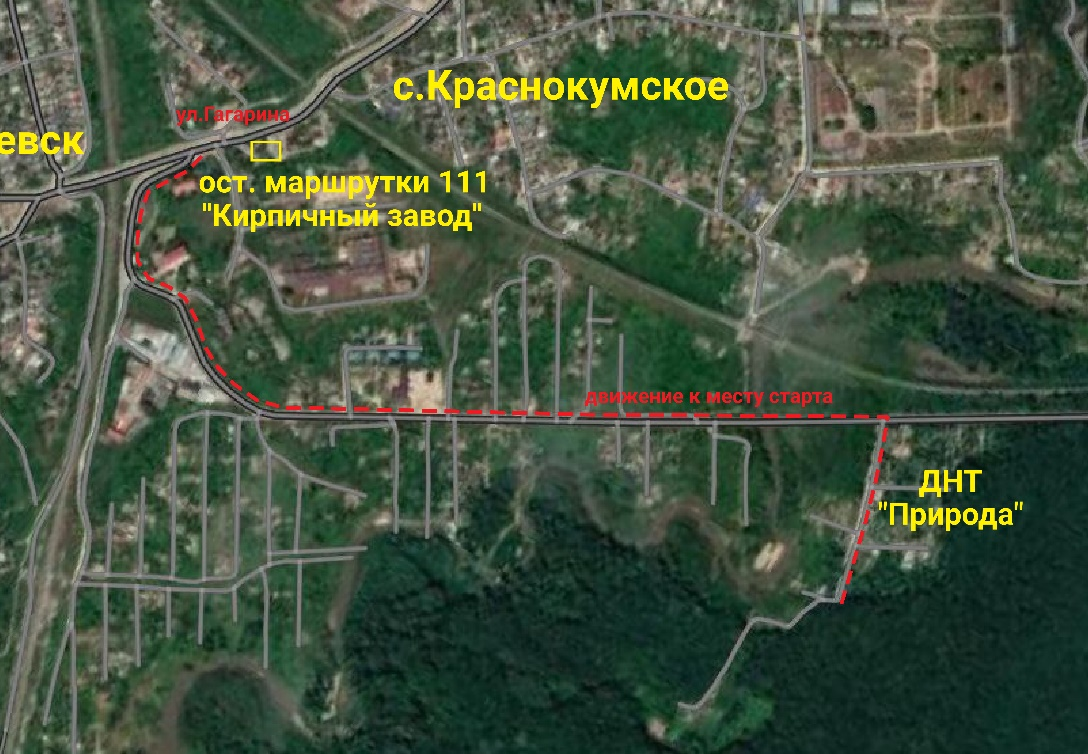 с.Краснокумское
ул.Гагарина
евск
ост. маршрутки 111
"Кирпичный завод"
движение к месту старта
ДНТ
"Природа"